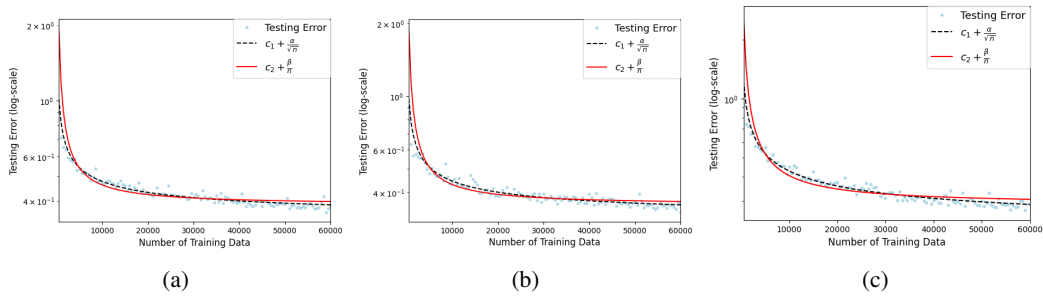 2 × 10⁰
10⁰
6 × 10⁻¹
4 × 10⁻¹
Testing Error (log-scale)
10000 20000 30000 40000 50000 60000
Number of Training Data
Testing Error
c₁ + α/√n
c₂ + β/n
(a)
2 × 10⁰
10⁰
6 × 10⁻¹
4 × 10⁻¹
Testing Error (log-scale)
10000 20000 30000 40000 50000 60000
Number of Training Data
Testing Error
c₁ + α/√n
c₂ + β/n
(b)
10⁰
Testing Error (log-scale)
10000 20000 30000 40000 50000 60000
Number of Training Data
Testing Error
c₁ + α/√n
c₂ + β/n
(c)